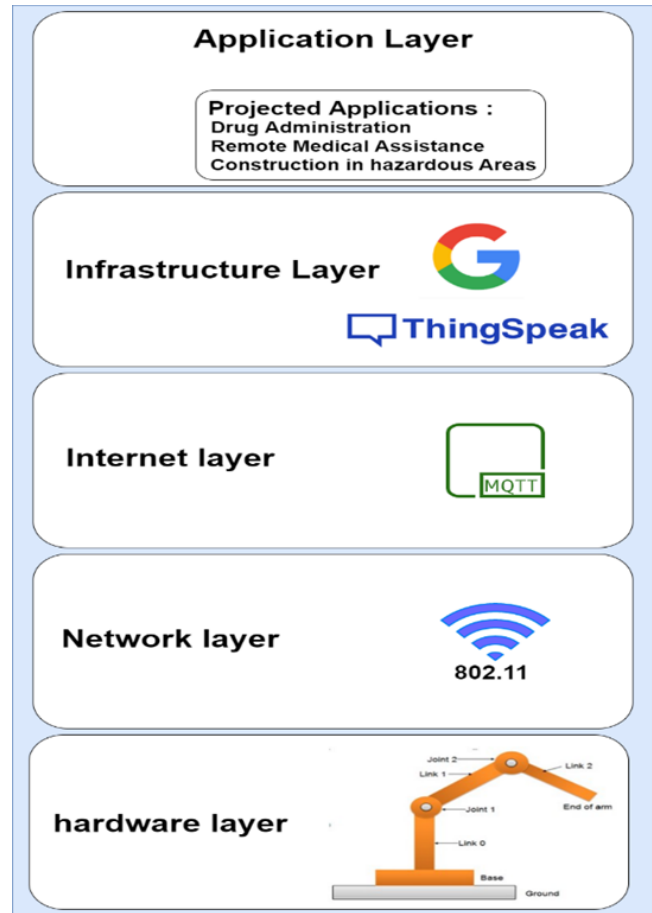 Application Layer
Projected Applications :
Drug Administration
Remote Medical Assistance
Construction in hazardous Areas
Infrastructure Layer
G
ThingSpeak
Internet layer
MQTT
Network layer
802.11
hardware layer
Joint 2
Link 1
Link 2
Joint 1
End of arm
Link 0
Base
Ground